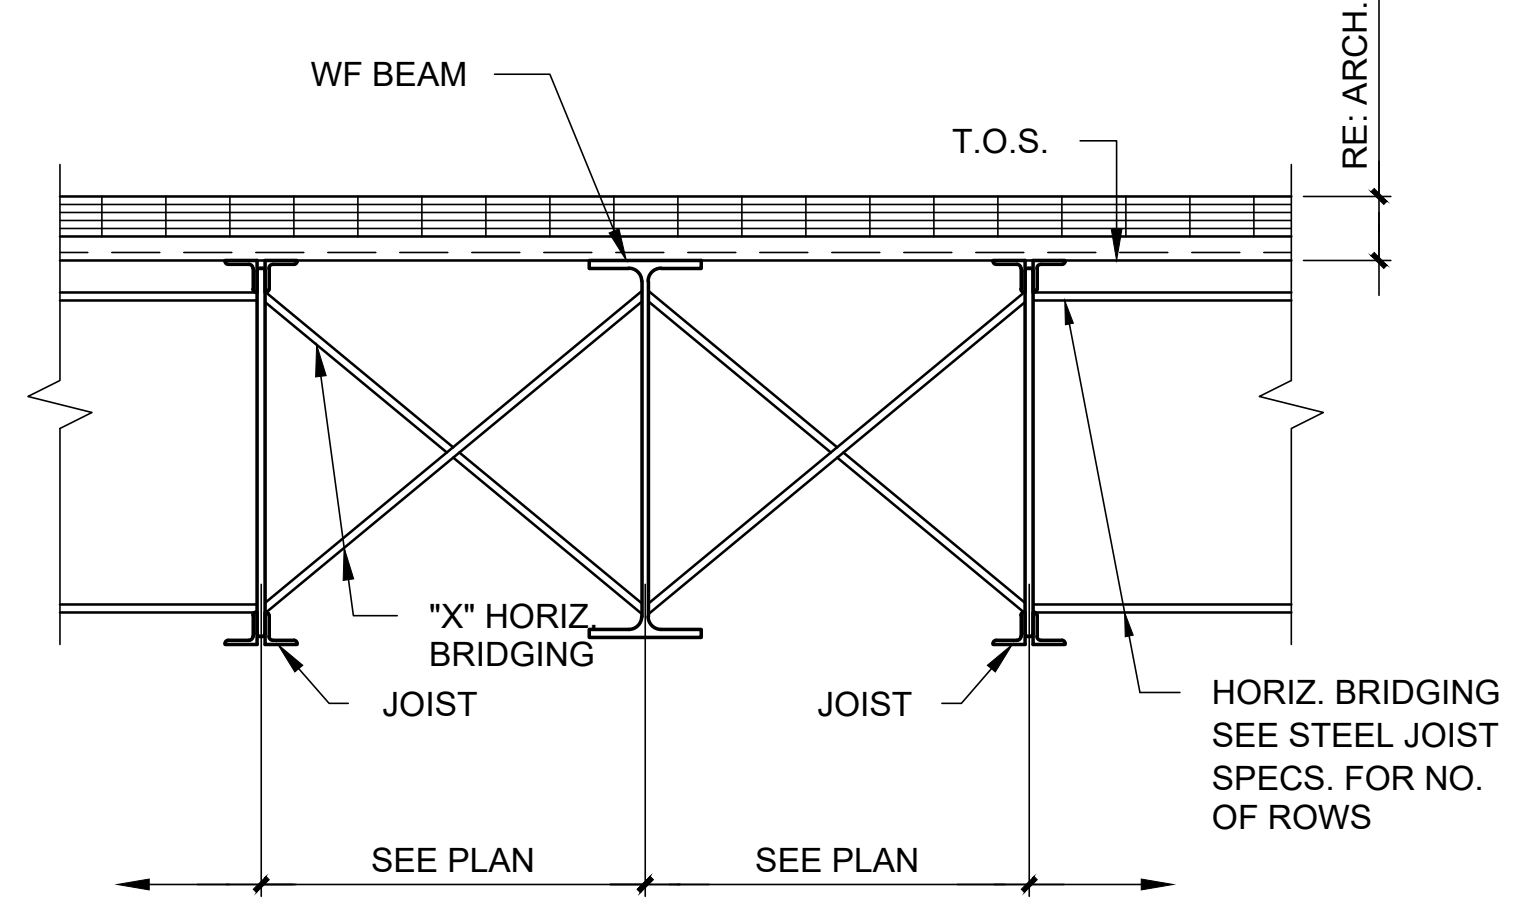 RE: ARCH.
WF BEAM
T.O.S.
"X" HORIZ.
BRIDGING
JOIST
JOIST
HORIZ. BRIDGING
SEE STEEL JOIST
SPECS. FOR NO.
OF ROWS
SEE PLAN
SEE PLAN